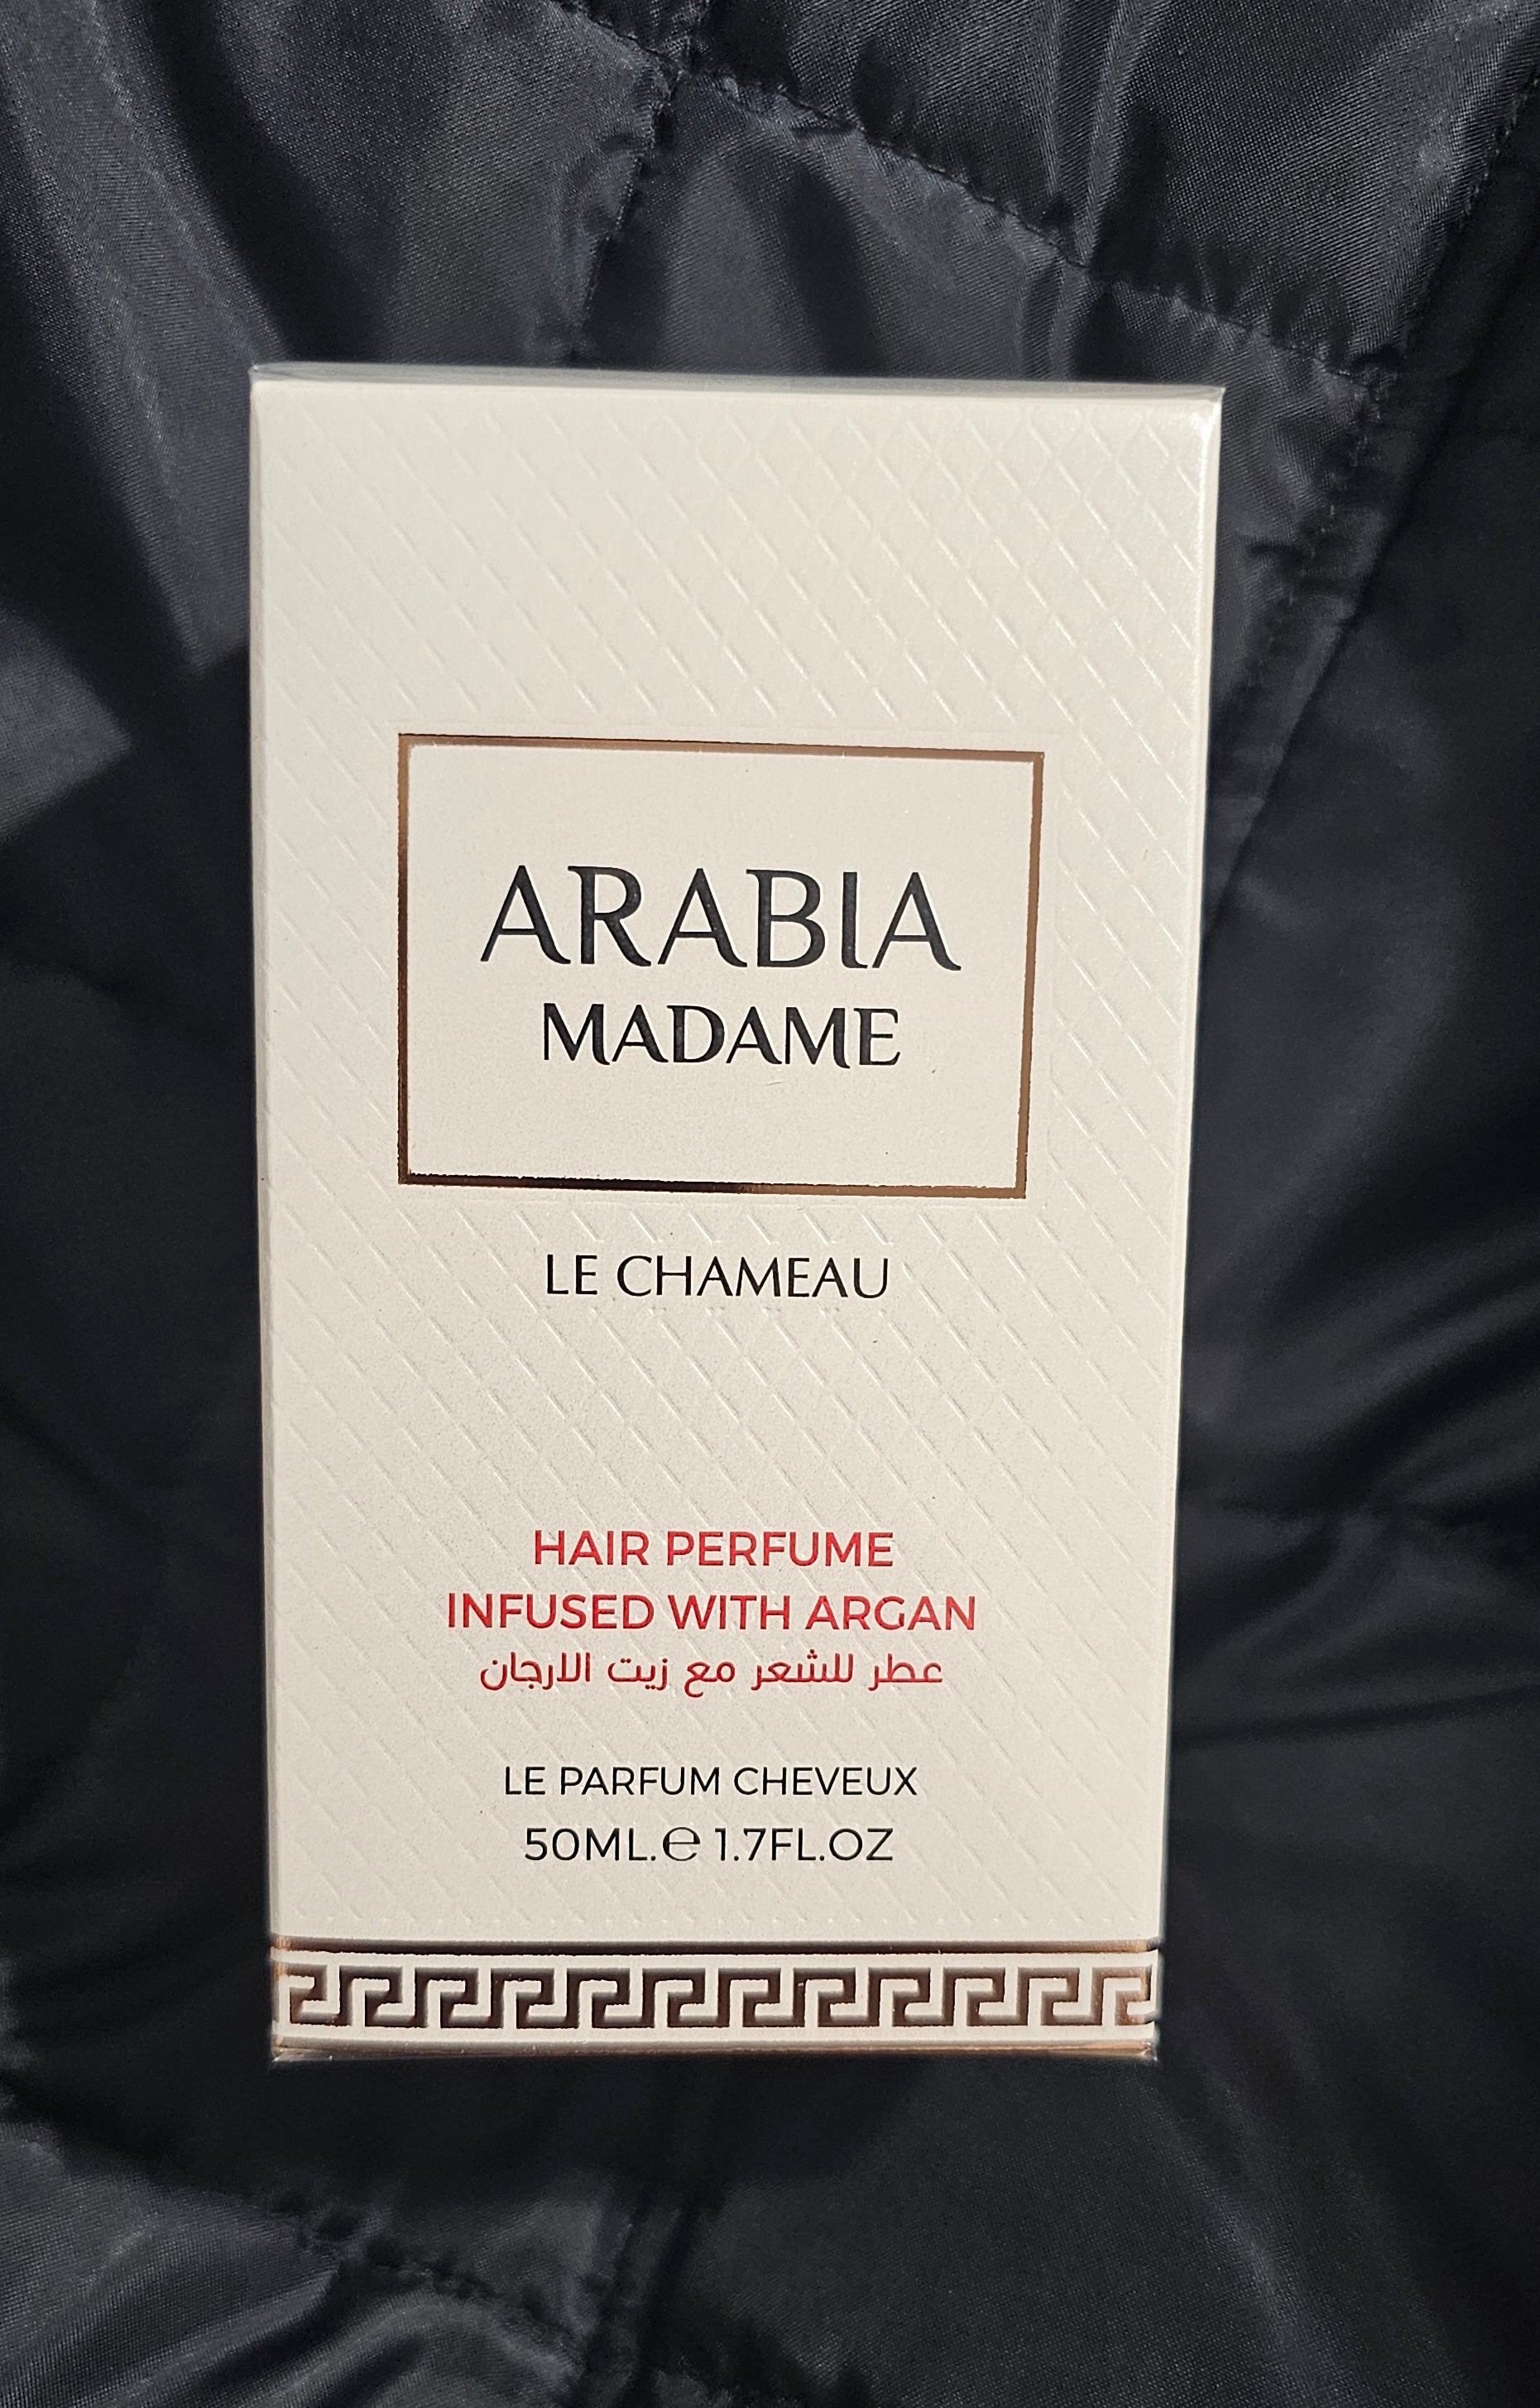 ARABIA
MADAME
LE CHAMEAU
HAIR PERFUME
INFUSED WITH ARGAN
عطر للشعر مع زيت الارجان
LE PARFUM CHEVEUX
50ML.℮ 1.7FL.OZ